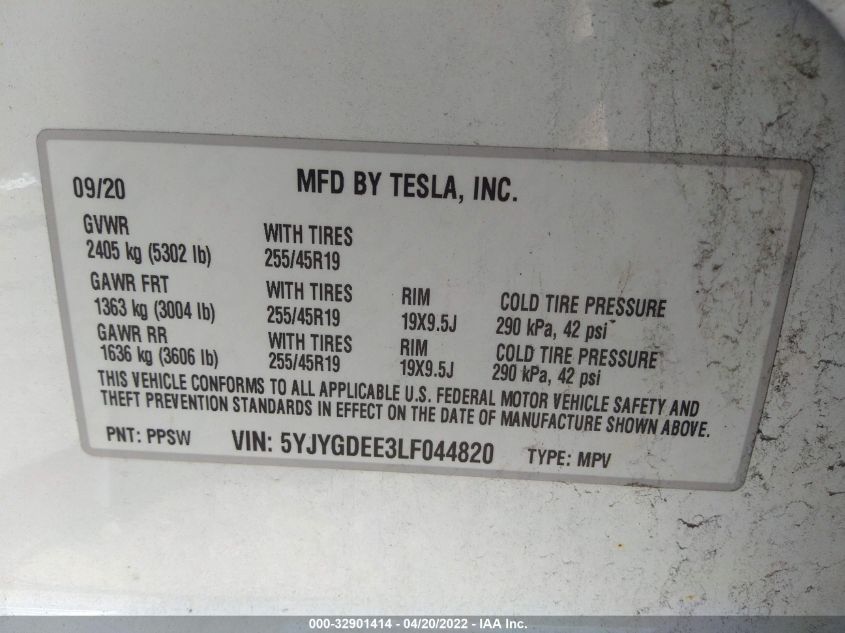 09/20 MFD BY TESLA, INC.
GVWR
2405 kg (5302 lb)
WITH TIRES
255/45R19
GAWR FRT
1363 kg (3004 lb)
WITH TIRES
255/45R19
RIM
19X9.5J
COLD TIRE PRESSURE
290 kPa, 42 psi
GAWR RR
1636 kg (3606 lb)
WITH TIRES
255/45R19
RIM
19X9.5J
COLD TIRE PRESSURE
290 kPa, 42 psi
THIS VEHICLE CONFORMS TO ALL APPLICABLE U.S. FEDERAL MOTOR VEHICLE SAFETY AND
THEFT PREVENTION STANDARDS IN EFFECT ON THE DATE OF MANUFACTURE SHOWN ABOVE.
PNT: PPSW VIN: 5YJYGDEE3LF044820 TYPE: MPV
000-32901414 - 04/20/2022 - IAA Inc.